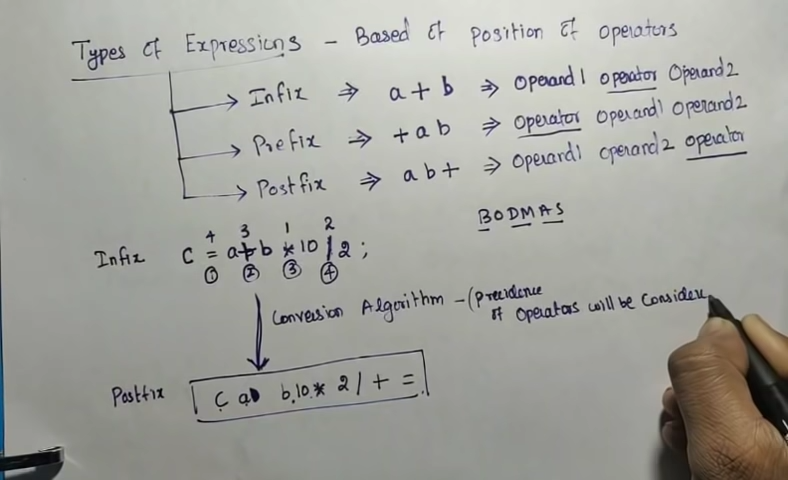 Types of Expressions - Based of Position of operators
Infix ⇒ a + b ⇒ Operand1 operator Operand2
Prefix ⇒ + a b ⇒ Operator Operand1 Operand2
Postfix ⇒ a b + ⇒ Operand1 Operand2 Operator
BODMAS
4 3 1 2
Infix C = a + b * 10 / 2 ;
1 2 3 4
Conversion Algorithm - (Precidence
of Operators will be Consider
Postfix C a b 10 * 2 / + =